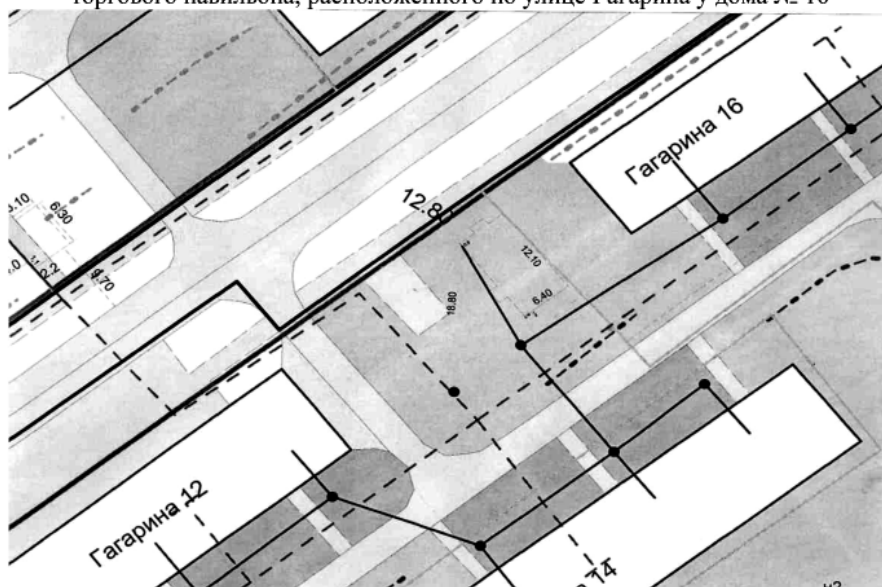 торгового павильона, расположенного по улице Гагарина у дома № 16
Гагарина 16
12.8
6.30
12.10
9.70
18.80
6.40
Гагарина 12
14